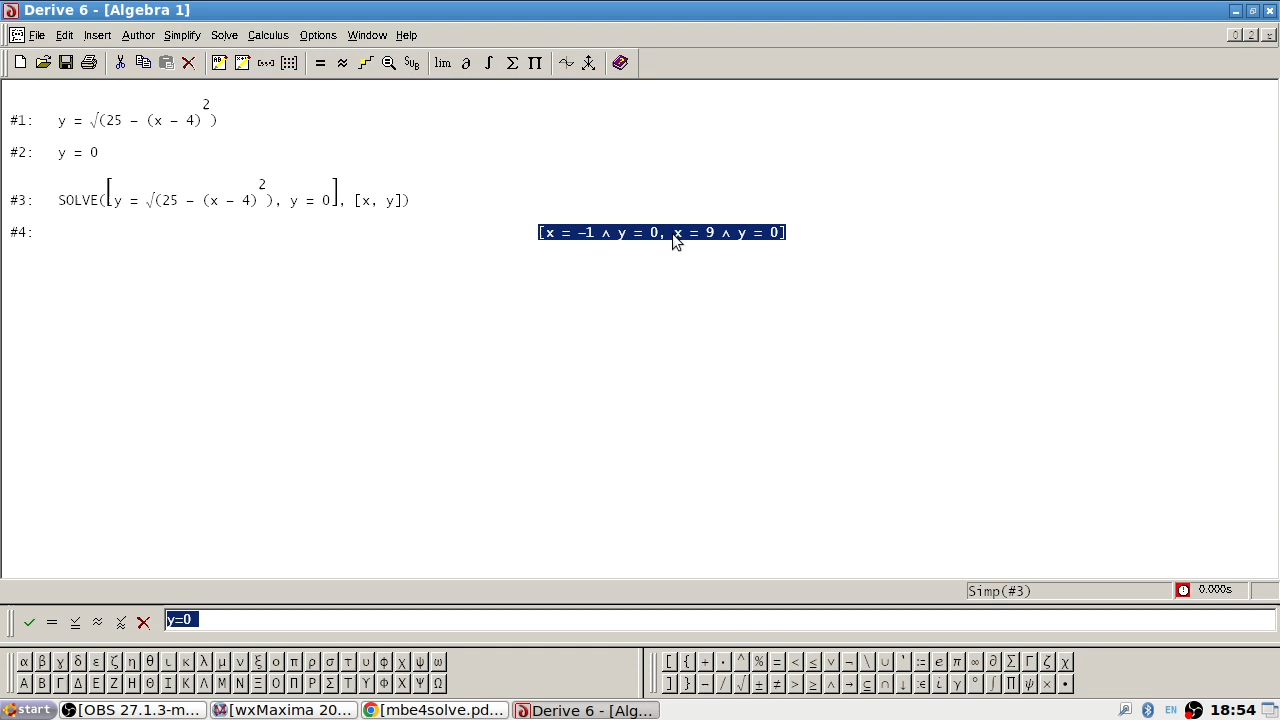 Derive 6 - [Algebra 1]
File Edit Insert Author Simplify Solve Calculus Options Window Help
= ≈ SUB lim ∂ ∫ Σ Π
#1: y = √(25 - (x - 4)²)
#2: y = 0
#3: SOLVE([y = √(25 - (x - 4)²), y = 0], [x, y])
#4: [x = -1 ∧ y = 0, x = 9 ∧ y = 0]
Simp(#3) 0.000s
y=0
α β γ δ ε ζ η θ ι κ λ μ ν ξ ο π ρ σ τ υ φ χ ψ ω [ { + · ^ % = < ≤ ∨ ¬ \ ∪ ' := e π ∞ ∂ Σ Γ ζ χ
Α Β Γ Δ Ε Ζ Η Θ Ι Κ Λ Μ Ν Ξ Ο Π Ρ Σ Τ Υ Φ Χ Ψ Ω ] } - / √ ± ≠ > ≥ ∧ → ⊆ ∩ ↓ :∈ i γ ° ∫ Π ψ × •
start [OBS 27.1.3-m... [wxMaxima 20... [mbe4solve.pd... Derive 6 - [Alg... EN 18:54